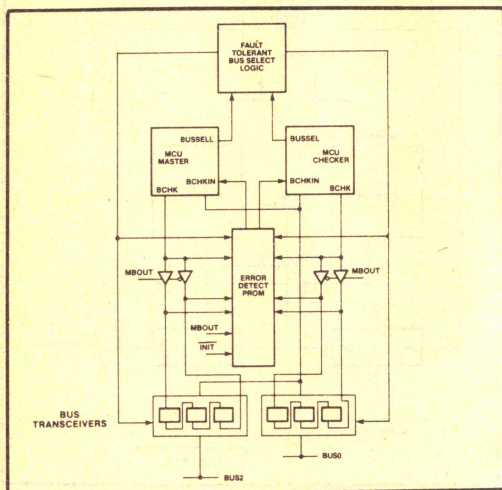 FAULT
TOLERANT
BUS SELECT
LOGIC
BUSSELL
BUSSEL
MCU
MASTER
MCU
CHECKER
BCHKIN
BCHKIN
BCHK
BCHK
MBOUT
MBOUT
ERROR
DETECT
PROM
MBOUT
INIT
BUS
TRANSCEIVERS
BUS0
BUS2